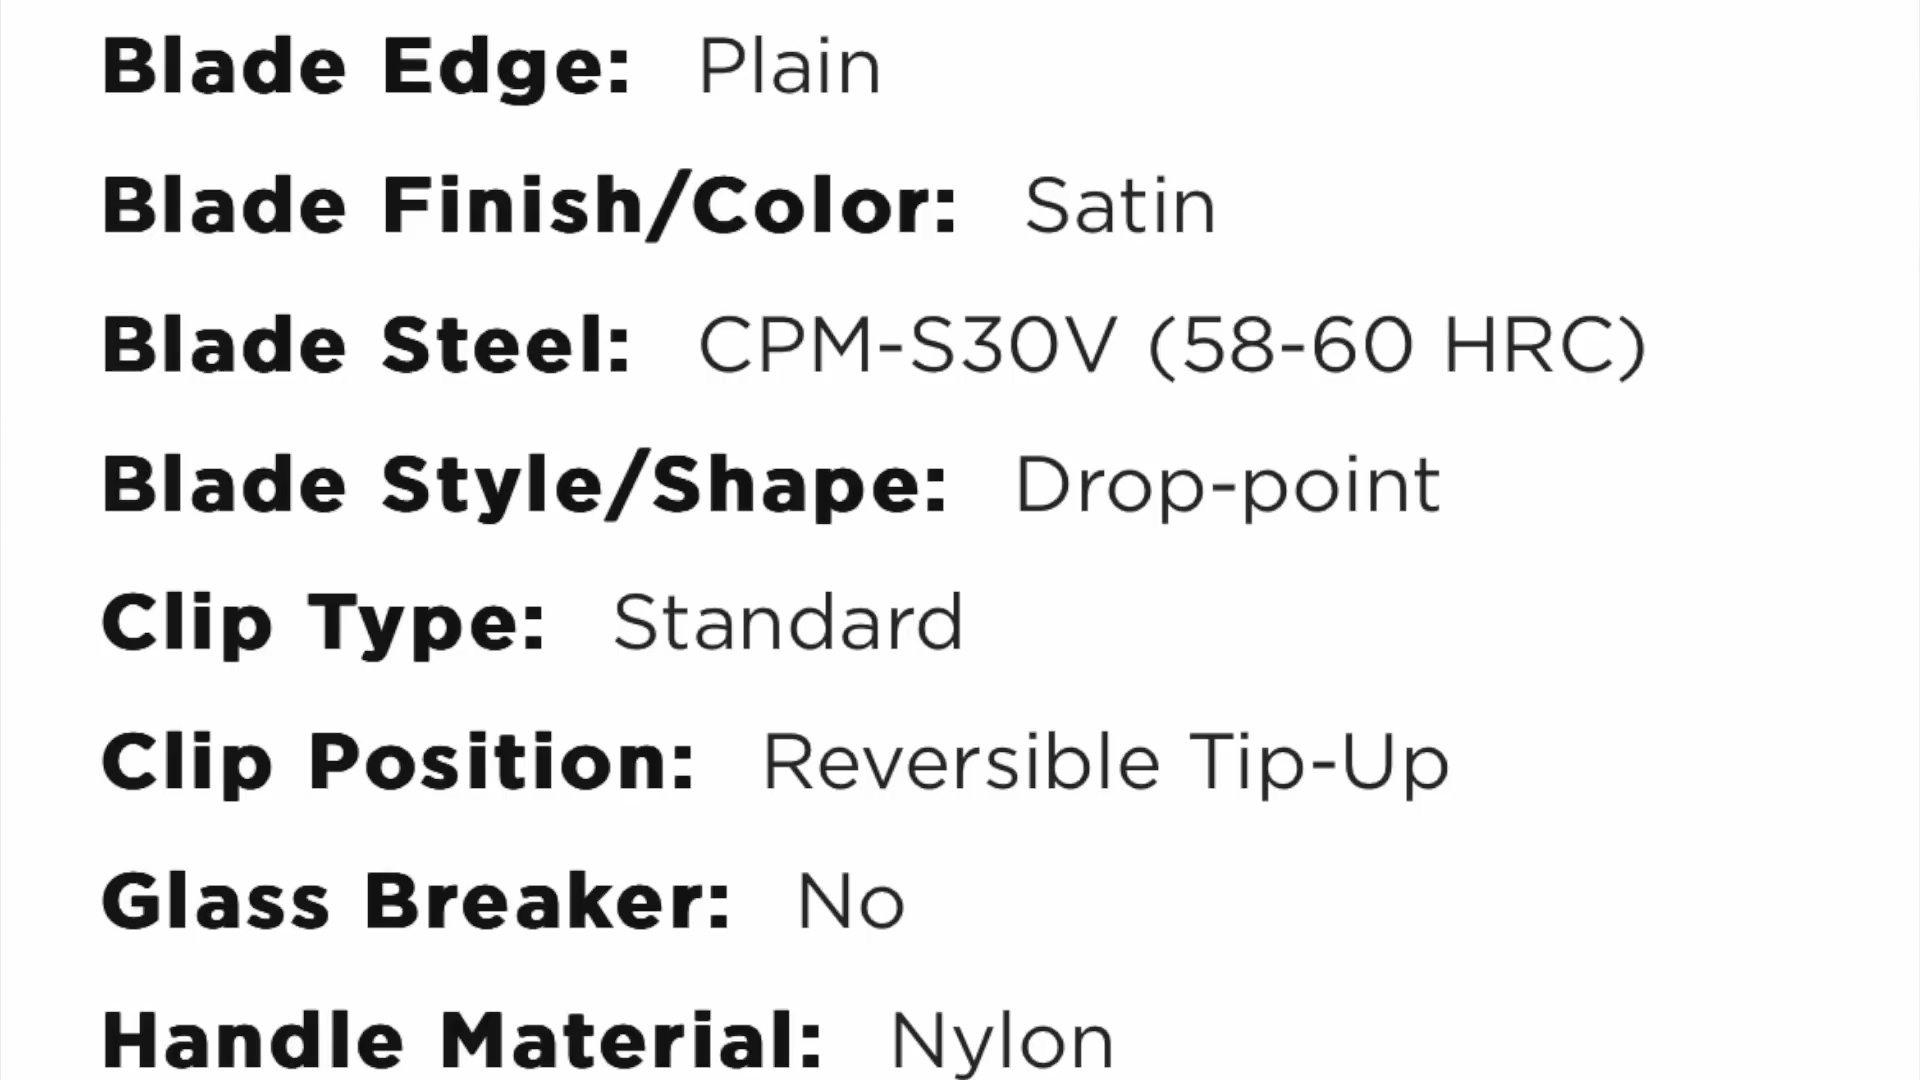 Blade Edge: Plain
Blade Finish/Color: Satin
Blade Steel: CPM-S30V (58-60 HRC)
Blade Style/Shape: Drop-point
Clip Type: Standard
Clip Position: Reversible Tip-Up
Glass Breaker: No
Handle Material: Nylon